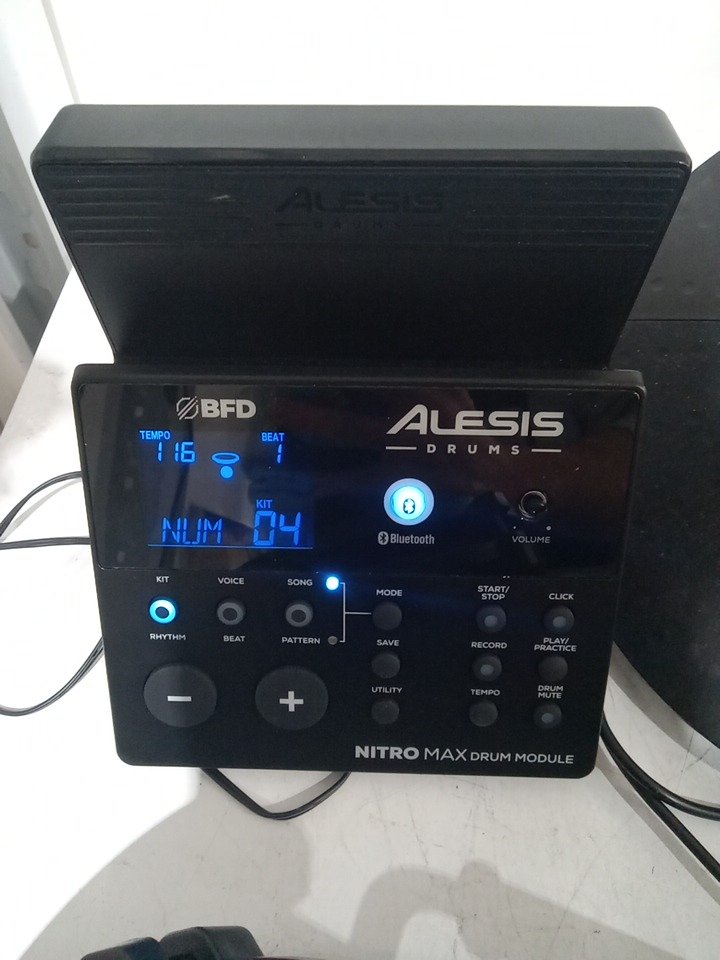 ALESIS
DRUMS
BFD
ALESIS
DRUMS
TEMPO BEAT
116 1
KIT
NUM 04
Bluetooth
VOLUME
KIT VOICE SONG
RHYTHM BEAT PATTERN
MODE
SAVE
UTILITY
START/
STOP
CLICK
RECORD
PLAY/
PRACTICE
TEMPO
DRUM
MUTE
- +
NITRO MAX DRUM MODULE